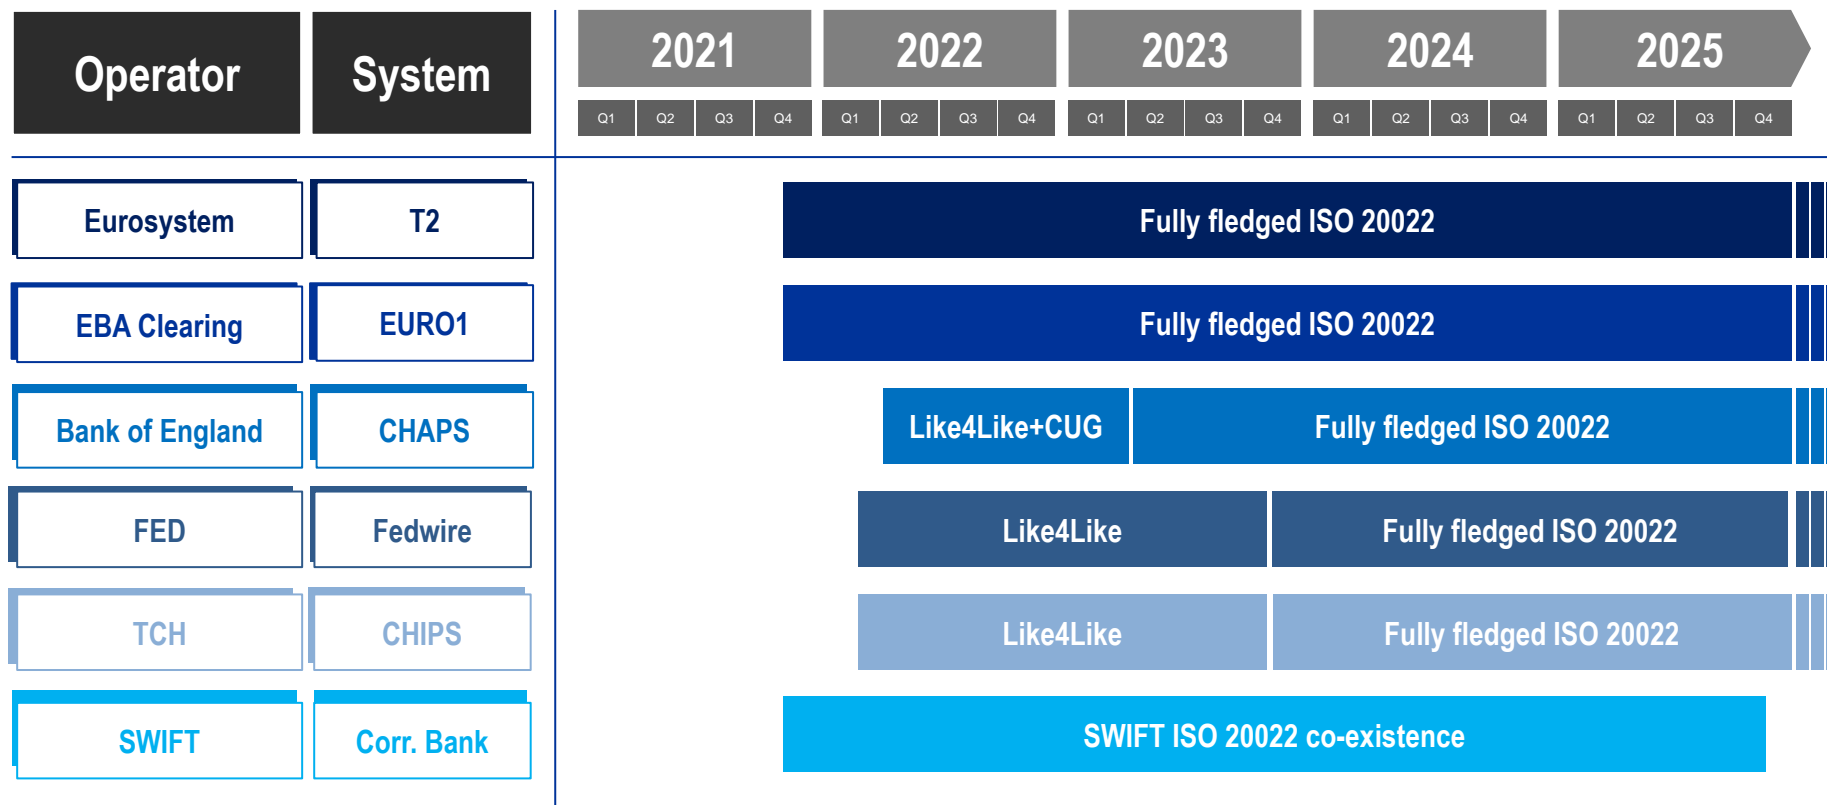 Operator System 2021 2022 2023 2024 2025
Q1 Q2 Q3 Q4 Q1 Q2 Q3 Q4 Q1 Q2 Q3 Q4 Q1 Q2 Q3 Q4 Q1 Q2 Q3 Q4
Eurosystem T2 Fully fledged ISO 20022
EBA Clearing EURO1 Fully fledged ISO 20022
Bank of England CHAPS Like4Like+CUG Fully fledged ISO 20022
FED Fedwire Like4Like Fully fledged ISO 20022
TCH CHIPS Like4Like Fully fledged ISO 20022
SWIFT Corr. Bank SWIFT ISO 20022 co-existence